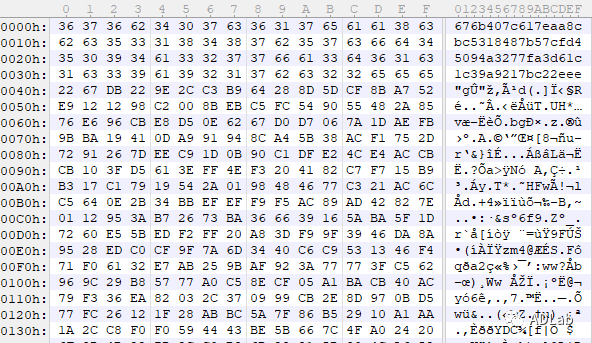 0 1 2 3 4 5 6 7 8 9 A B C D E F 0123456789ABCDEF
0000h: 36 37 36 62 34 30 37 63 36 31 37 65 61 61 38 63 676b407c617eaa8c
0010h: 62 63 35 33 31 38 34 38 37 62 35 37 63 66 64 34 bc5318487b57cfd4
0020h: 35 30 39 34 61 33 32 37 37 66 61 33 64 36 31 63 5094a3277fa3d61c
0030h: 31 63 33 39 61 39 32 31 37 62 63 32 32 65 65 65 1c39a9217bc22eee
0040h: 22 67 DB 22 9E 2C C3 B9 64 28 8D 5D CF 8B A7 52 "gÛ"ž,Ã¹d(.]Ï‹§R
0050h: E9 12 12 98 C2 00 8B EB C5 FC 54 90 55 48 2A 85 é..˜Â.‹ëÅüT.UH*…
0060h: 76 E6 96 CB E8 D5 0E 62 67 D0 D7 06 7A 1D AE FB væ–ËèÕ.bgÐ×.z.®û
0070h: 9B BA 19 41 0D A9 91 94 8C A4 5B 38 AC F1 75 2D ›º.A.©‘”Œ¤[8¬ñu-
0080h: 72 91 26 7D EE C9 1D 0B 90 C1 DF E2 4C E4 AC CB r‘&}îÉ...ÁßâLä¬Ë
0090h: CB 10 3F D5 61 3E FF 4E F3 20 41 82 C7 F7 15 B9 Ë.?Õa>ÿNó A‚Ç÷.¹
00A0h: B3 17 C1 79 19 54 2A 01 98 48 46 77 C3 21 AC 6C ³.Áy.T*.˜HFwÃ!¬l
00B0h: C5 64 0E 2B 34 BB EF EF F9 F5 AC 89 AD 42 82 7E Åd.+4»ïïùõ¬‰-B‚~
00C0h: 01 12 95 3A B7 26 73 BA 36 66 39 16 5A BA 5F 1D ..•:·&sº6f9.Zº_.
00D0h: 72 60 E5 5B ED F2 FF 20 A8 3D F9 9F 39 46 DA 8A r`å[íòÿ ¨=ùŸ9FÚŠ
00E0h: 95 28 ED C0 CF 9F 7A 6D 34 40 C6 C9 53 13 46 F4 •(íÀÏŸzm4@ÆÉS.Fô
00F0h: 71 F0 61 32 E7 AB 25 9B AF 92 3A 77 77 3F C5 62 qða2ç«%›¯’:ww?Åb
0100h: 96 9C 29 B8 57 77 A0 C5 8E CF 05 A1 BA CB 40 AC
0110h: 79 F3 36 EA 82 03 2C 37 09 99 CB 2E 8D 97 0B D5 yó6ê‚.,7.™Ë..—.Õ
0120h: 77 FC 26 12 1F 28 AB BC 5A 7F 86 B5 29 10 A1 AA
0130h: 1A 2C C8 F0 F0 59 44 43 BE 5B 66 7C 4F A0 24 20 .,ÈððYDC¾[f|O $
ADLab